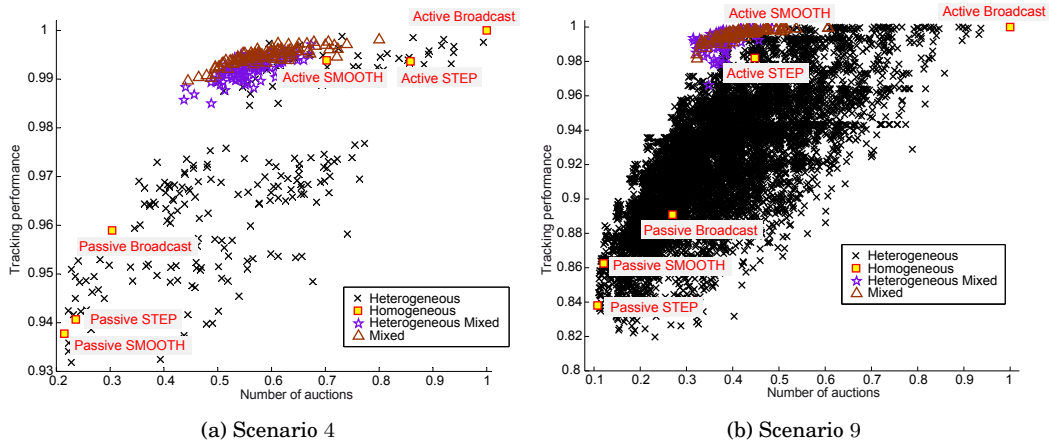 Active Broadcast
1
0.99
0.98
0.97
0.96
0.95
0.94
0.93
Tracking performance
Active SMOOTH
Active STEP
Passive Broadcast
Passive STEP
Passive SMOOTH
Heterogeneous
Homogeneous
Heterogeneous Mixed
Mixed
0.2 0.3 0.4 0.5 0.6 0.7 0.8 0.9 1
Number of auctions
(a) Scenario 4
Active SMOOTH
Active Broadcast
1
0.98
0.96
0.94
0.92
0.9
0.88
0.86
0.84
0.82
0.8
Tracking performance
Active STEP
Passive Broadcast
Passive SMOOTH
Passive STEP
Heterogeneous
Homogeneous
Heterogeneous Mixed
Mixed
0.1 0.2 0.3 0.4 0.5 0.6 0.7 0.8 0.9 1
Number of auctions
(b) Scenario 9